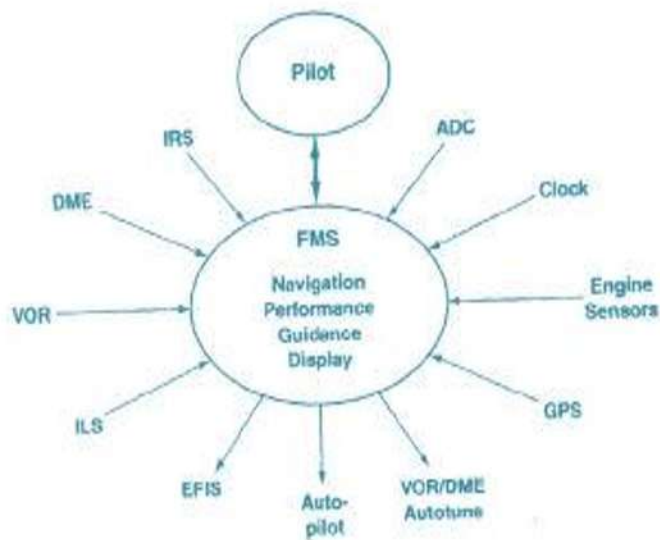 Pilot
IRS
ADC
DME
Clock
FMS
Navigation
Performance
Guidance
Display
VOR
Engine
Sensors
ILS
GPS
EFIS
Auto-
pilot
VOR/DME
Autotune